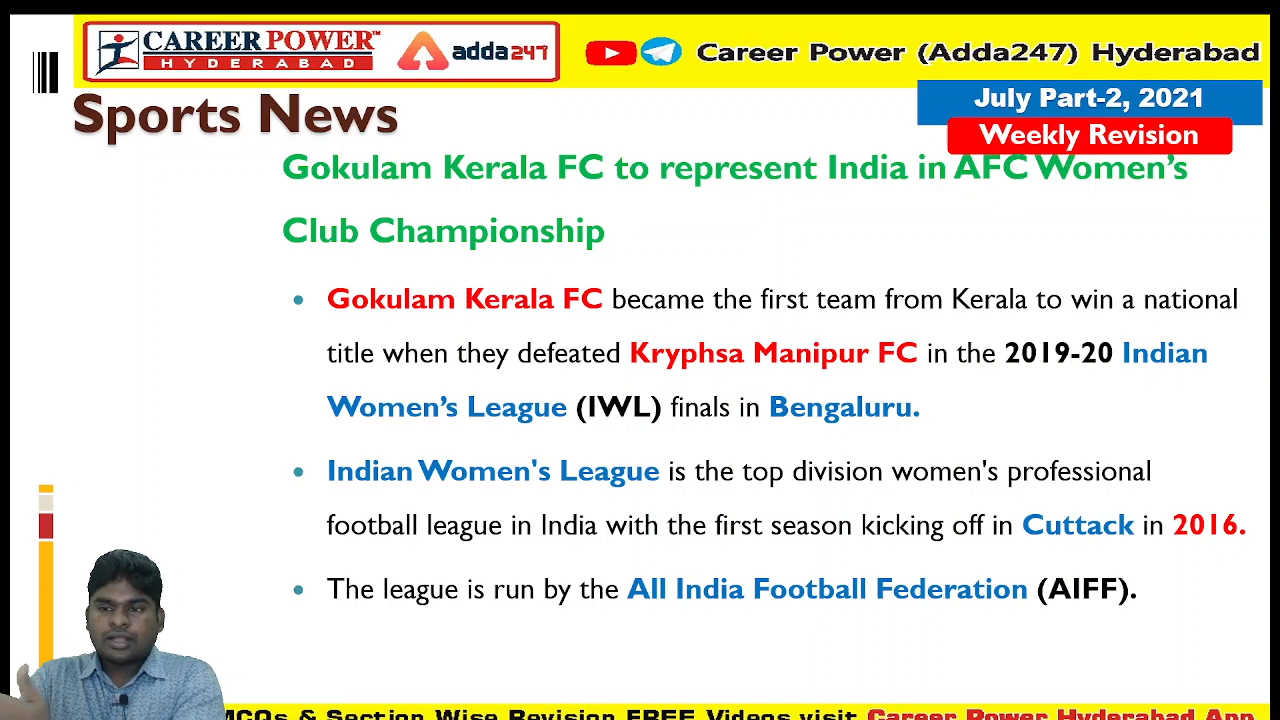 CAREER POWER™
HYDERABAD
adda247
Career Power (Adda247) Hyderabad
Sports News
July Part-2, 2021
Weekly Revision
Gokulam Kerala FC to represent India in AFC Women’s
Club Championship
• Gokulam Kerala FC became the first team from Kerala to win a national
title when they defeated Kryphsa Manipur FC in the 2019-20 Indian
Women’s League (IWL) finals in Bengaluru.
• Indian Women's League is the top division women's professional
football league in India with the first season kicking off in Cuttack in 2016.
• The league is run by the All India Football Federation (AIFF).
MCQs & Section Wise Revision FREE Videos visit Career Power Hyderabad App